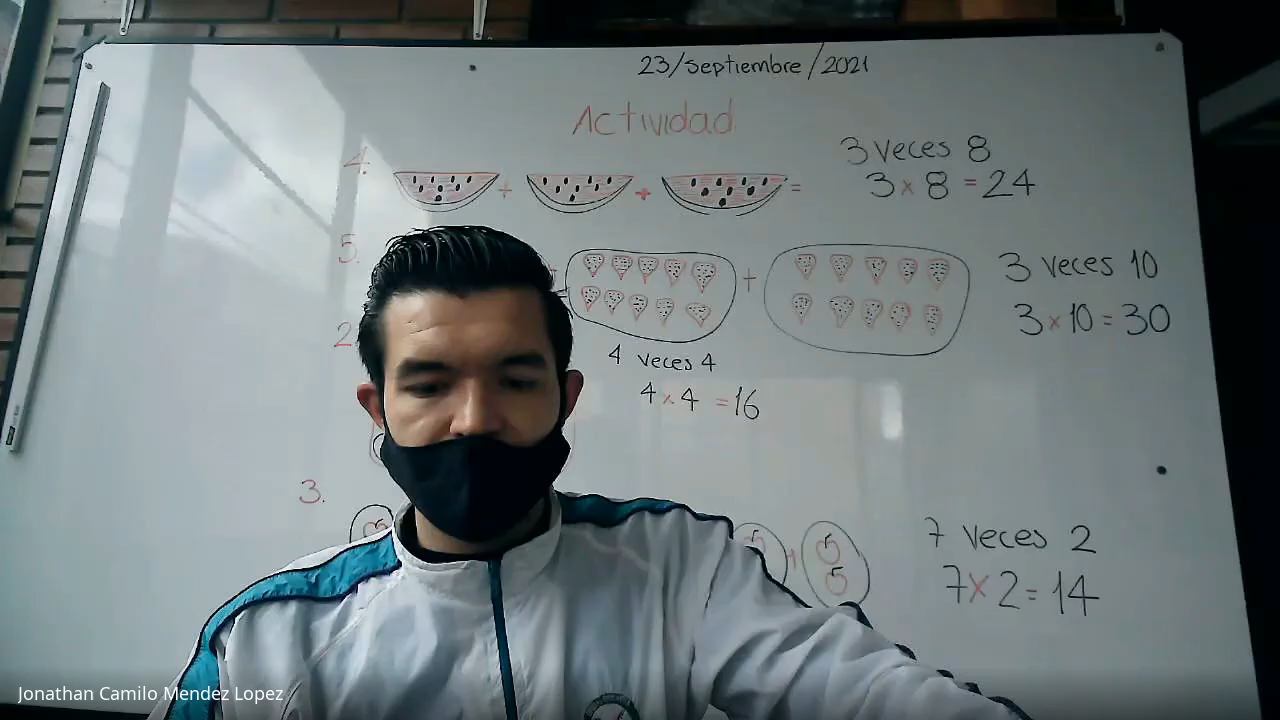 23/Septiembre/2021
Actividad
4.
+ + =
3 veces 8
3 x 8 = 24
5.
+
3 veces 10
3 x 10 = 30
2.
4 veces 4
4 x 4 = 16
3.
7 veces 2
7 x 2 = 14
Jonathan Camilo Mendez Lopez